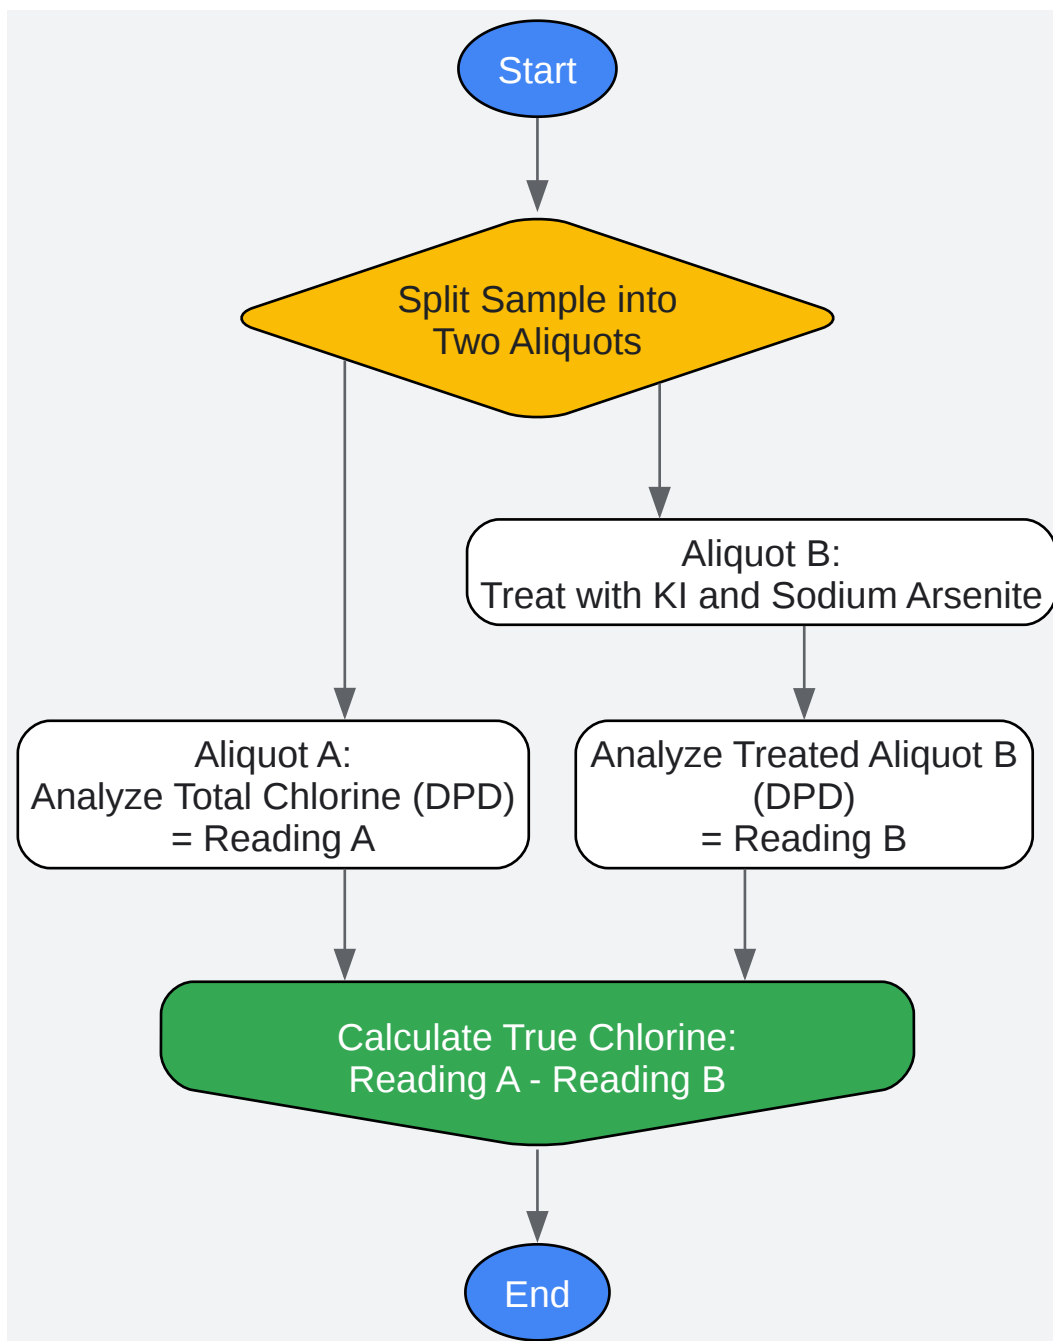 Start
Split Sample into
Two Aliquots
Aliquot B:
Treat with KI and Sodium Arsenite
Aliquot A:
Analyze Total Chlorine (DPD)
= Reading A
Analyze Treated Aliquot B
(DPD)
= Reading B
Calculate True Chlorine:
Reading A - Reading B
End